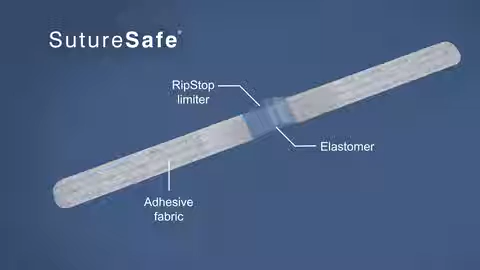 SutureSafe®
RipStop
limiter
Elastomer
Adhesive
fabric